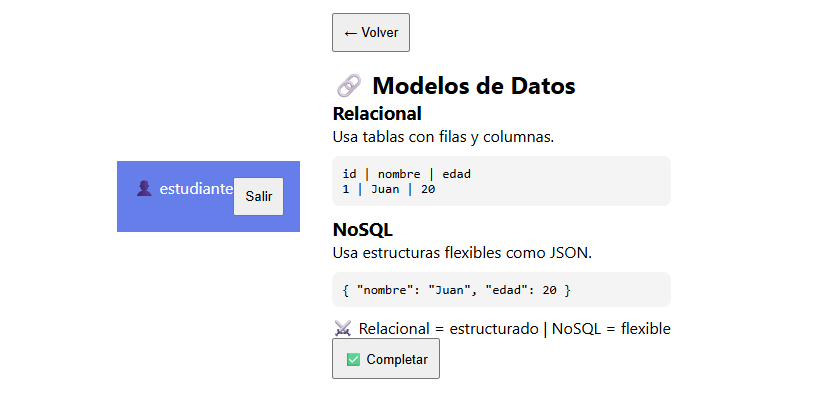 ← Volver
🔗 Modelos de Datos
Relacional
Usa tablas con filas y columnas.
id | nombre | edad
1 | Juan | 20
👤 estudiante
Salir
NoSQL
Usa estructuras flexibles como JSON.
{ "nombre": "Juan", "edad": 20 }
⚔️ Relacional = estructurado | NoSQL = flexible
✅ Completar